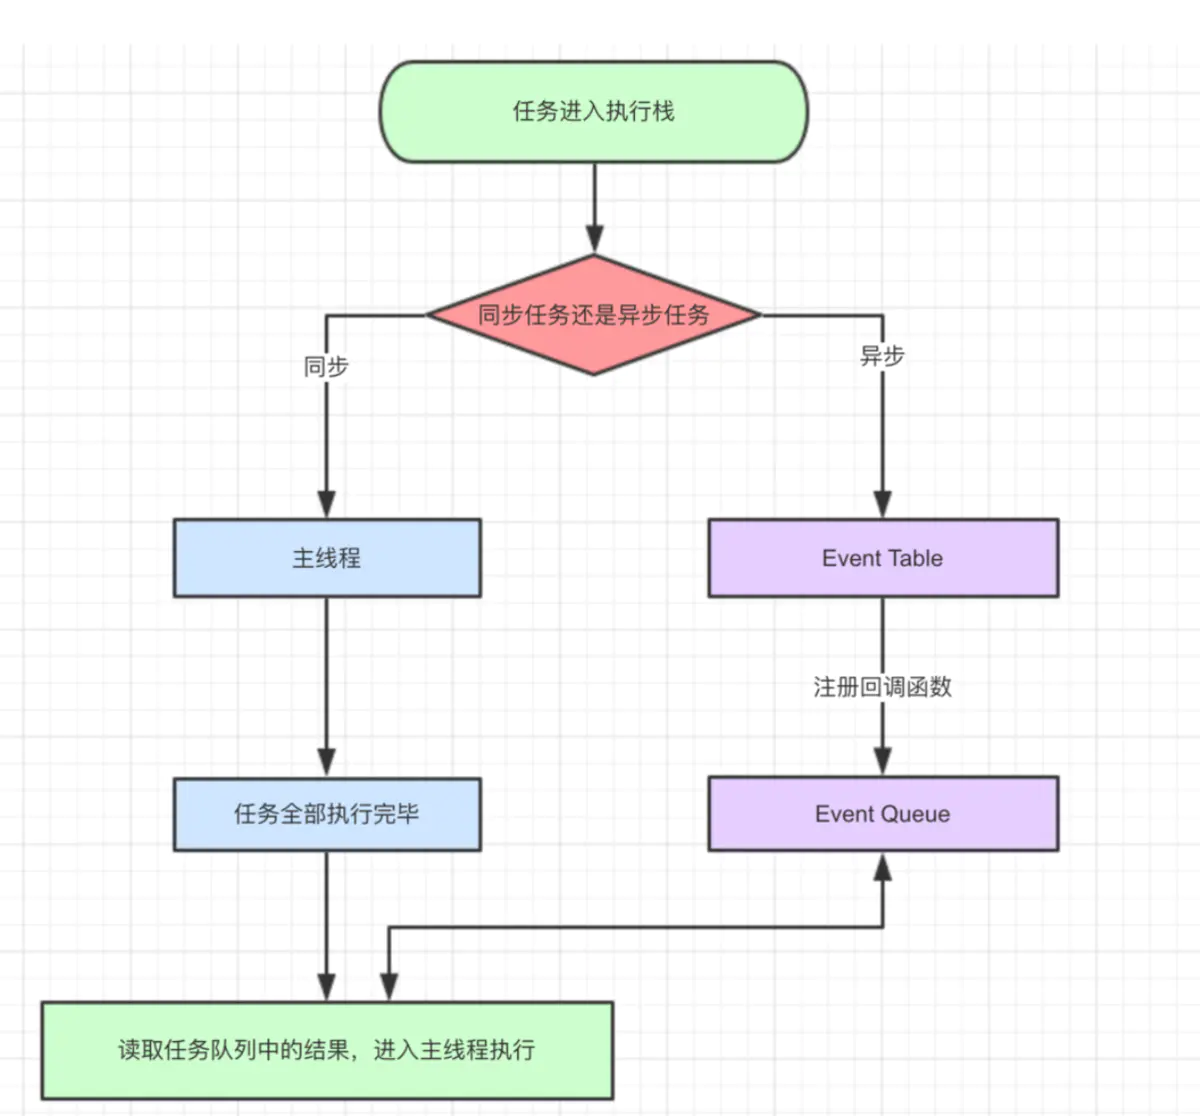 任务进入执行栈
同步任务还是异步任务
同步
异步
主线程
Event Table
注册回调函数
任务全部执行完毕
Event Queue
读取任务队列中的结果，进入主线程执行